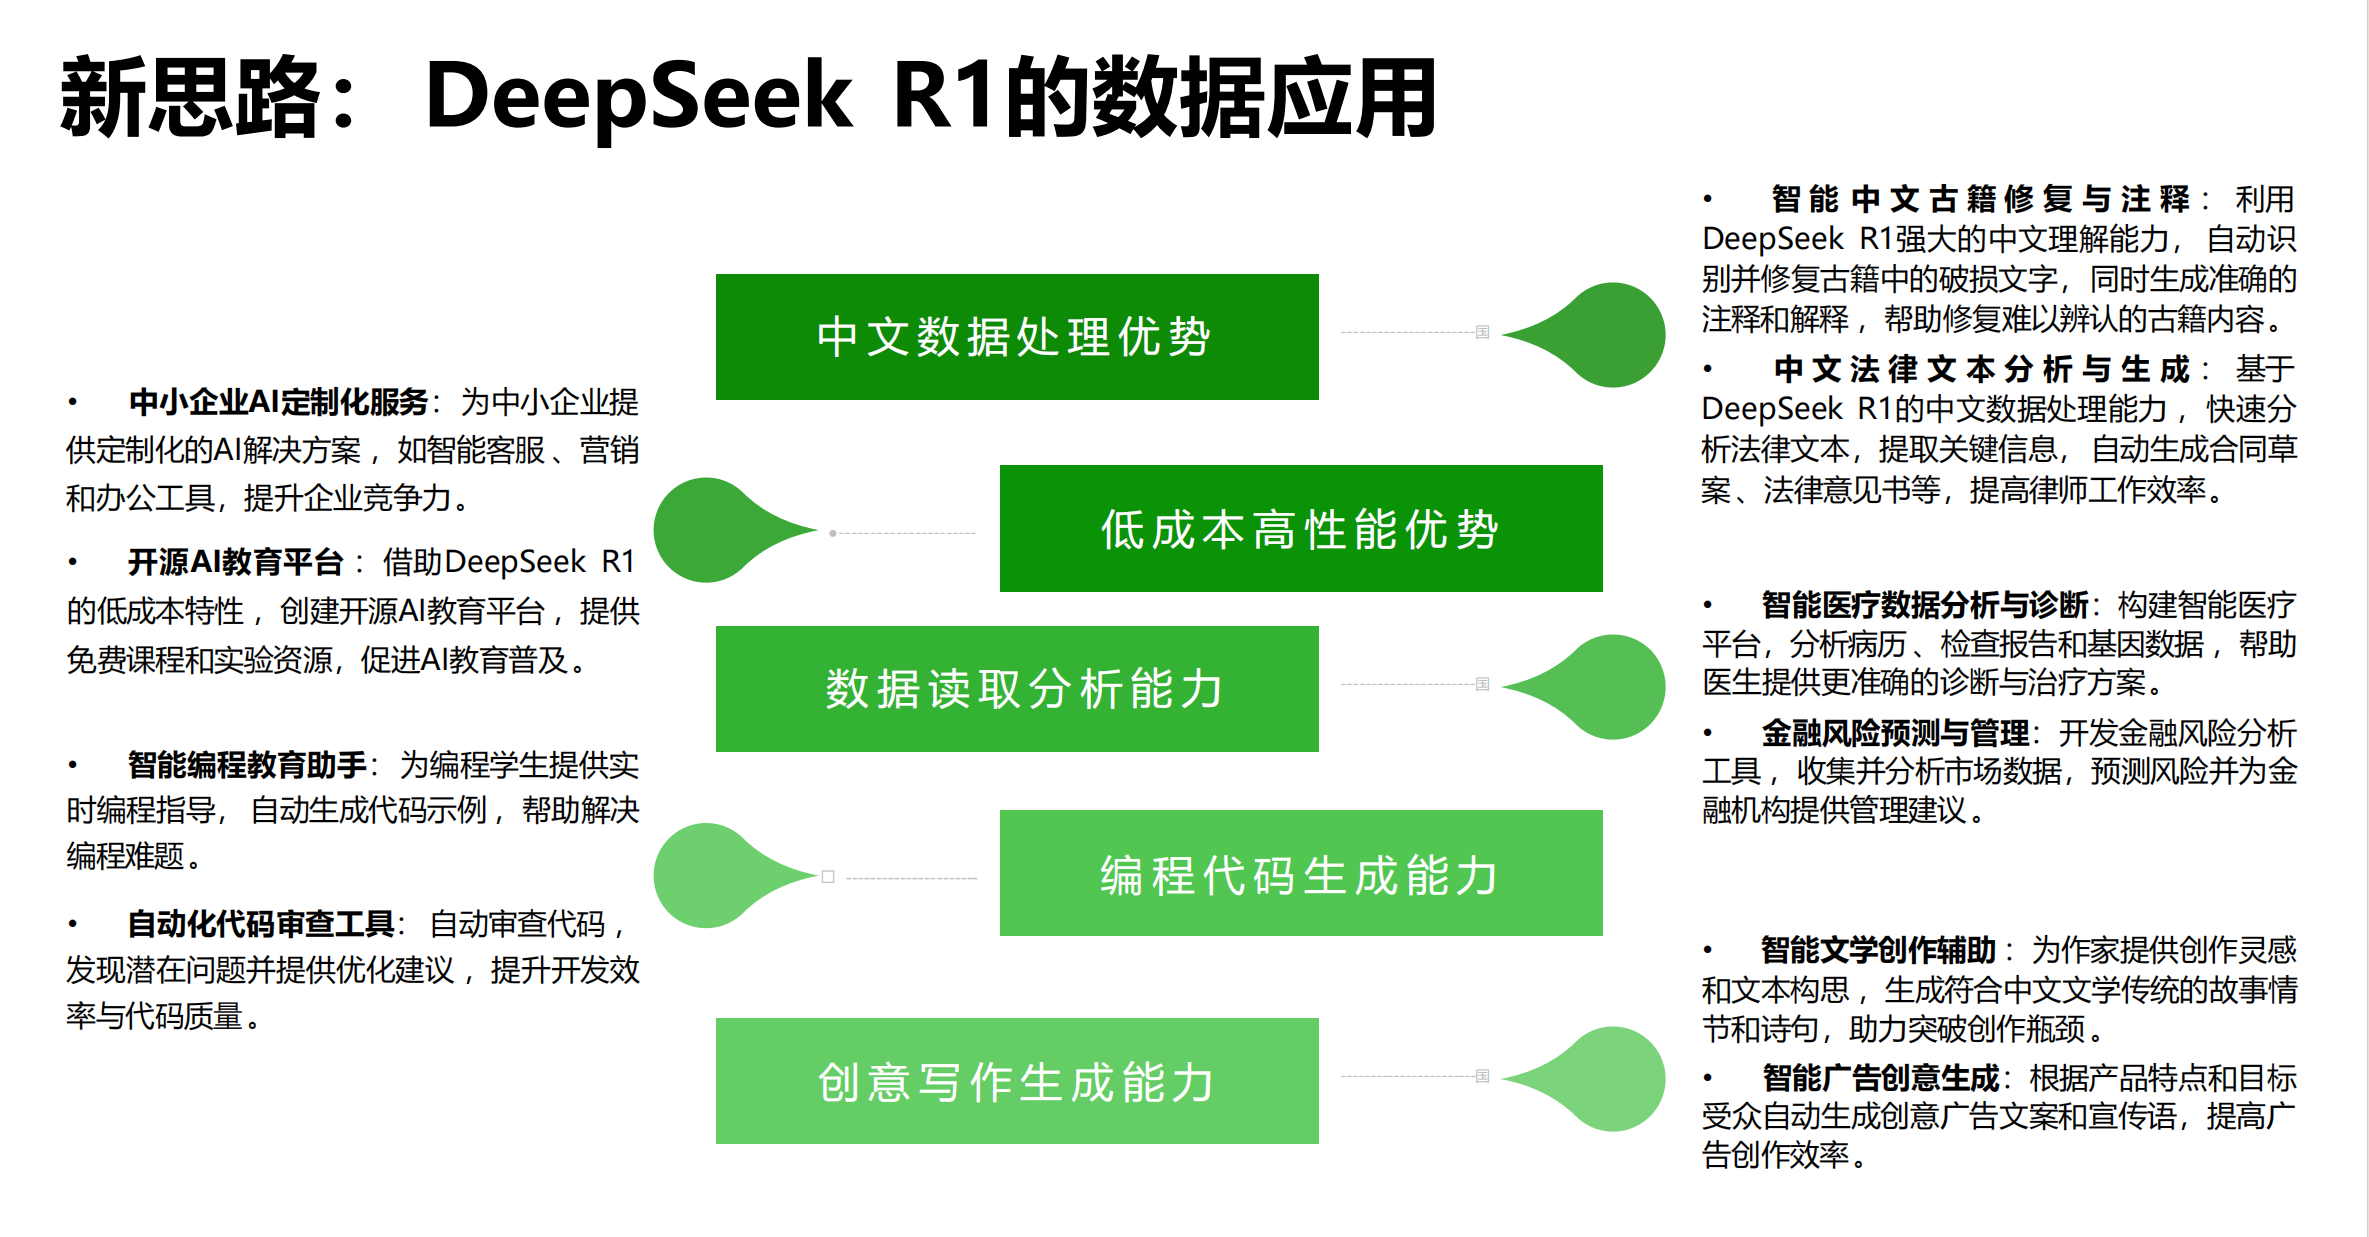 新思路：DeepSeek R1的数据应用
中文数据处理优势
• 智能中文古籍修复与注释：利用
DeepSeek R1强大的中文理解能力，自动识
别并修复古籍中的破损文字，同时生成准确的
注释和解释，帮助修复难以辨认的古籍内容。
• 中文法律文本分析与生成：基于
DeepSeek R1的中文数据处理能力，快速分
析法律文本，提取关键信息，自动生成合同草
案、法律意见书等，提高律师工作效率。
• 中小企业AI定制化服务：为中小企业提
供定制化的AI解决方案，如智能客服、营销
和办公工具，提升企业竞争力。
• 开源AI教育平台：借助DeepSeek R1
的低成本特性，创建开源AI教育平台，提供
免费课程和实验资源，促进AI教育普及。
低成本高性能优势
数据读取分析能力
• 智能医疗数据分析与诊断：构建智能医疗
平台，分析病历、检查报告和基因数据，帮助
医生提供更准确的诊断与治疗方案。
• 金融风险预测与管理：开发金融风险分析
工具，收集并分析市场数据，预测风险并为金
融机构提供管理建议。
• 智能编程教育助手：为编程学生提供实
时编程指导，自动生成代码示例，帮助解决
编程难题。
• 自动化代码审查工具：自动审查代码，
发现潜在问题并提供优化建议，提升开发效
率与代码质量。
编程代码生成能力
创意写作生成能力
• 智能文学创作辅助：为作家提供创作灵感
和文本构思，生成符合中文文学传统的故事情
节和诗句，助力突破创作瓶颈。
• 智能广告创意生成：根据产品特点和目标
受众自动生成创意广告文案和宣传语，提高广
告创作效率。